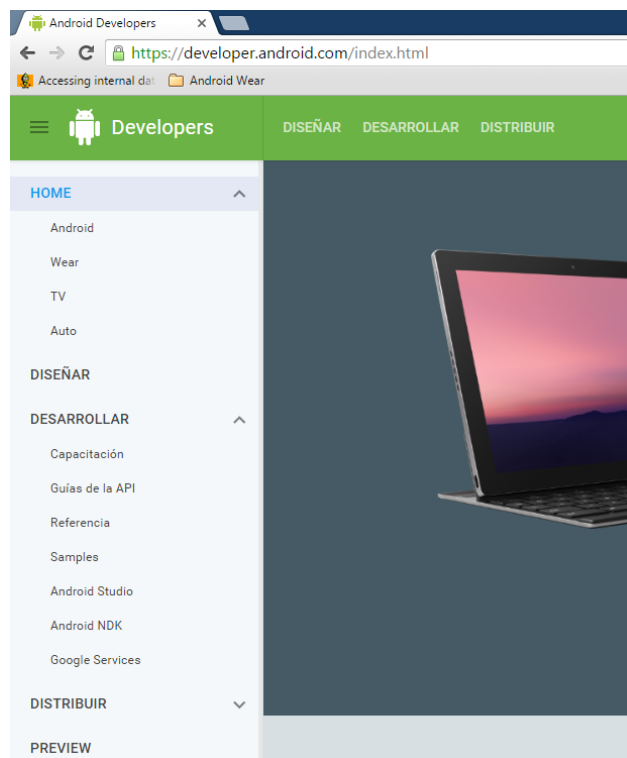 Android Developers
https://developer.android.com/index.html
Accessing internal dat
Android Wear
Developers
DISEÑAR DESARROLLAR DISTRIBUIR
HOME
Android
Wear
TV
Auto
DISEÑAR
DESARROLLAR
Capacitación
Guías de la API
Referencia
Samples
Android Studio
Android NDK
Google Services
DISTRIBUIR
PREVIEW